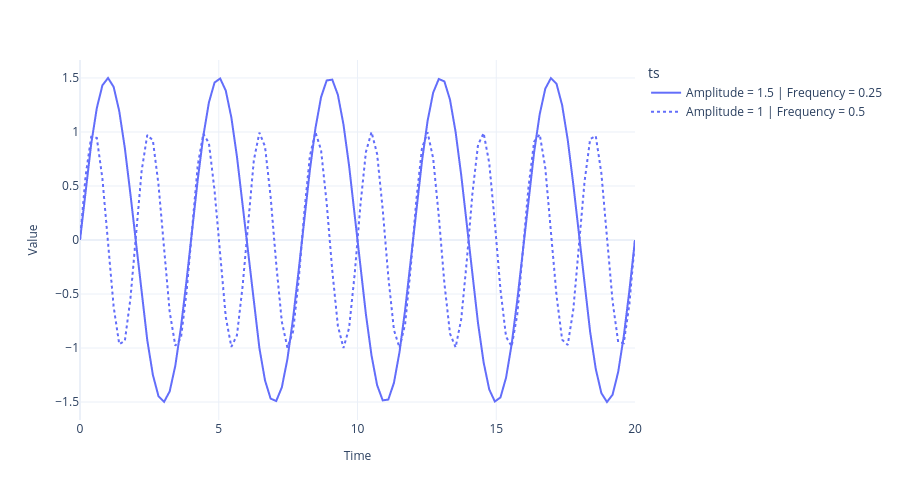 ts
Amplitude = 1.5 | Frequency = 0.25
Amplitude = 1 | Frequency = 0.5
1.5
1
0.5
0
−0.5
−1
−1.5
Value
0 5 10 15 20
Time